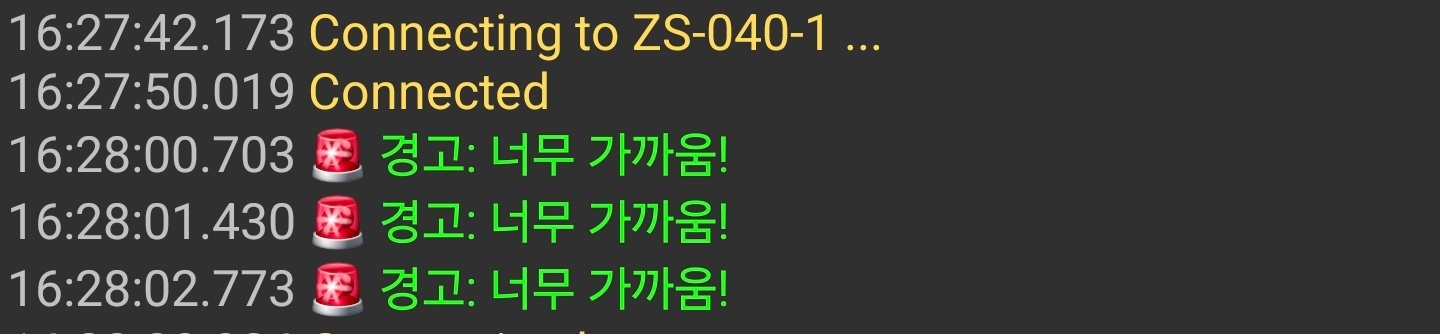 16:27:42.173 Connecting to ZS-040-1 ...
16:27:50.019 Connected
16:28:00.703 🚨 경고: 너무 가까움!
16:28:01.430 🚨 경고: 너무 가까움!
16:28:02.773 🚨 경고: 너무 가까움!